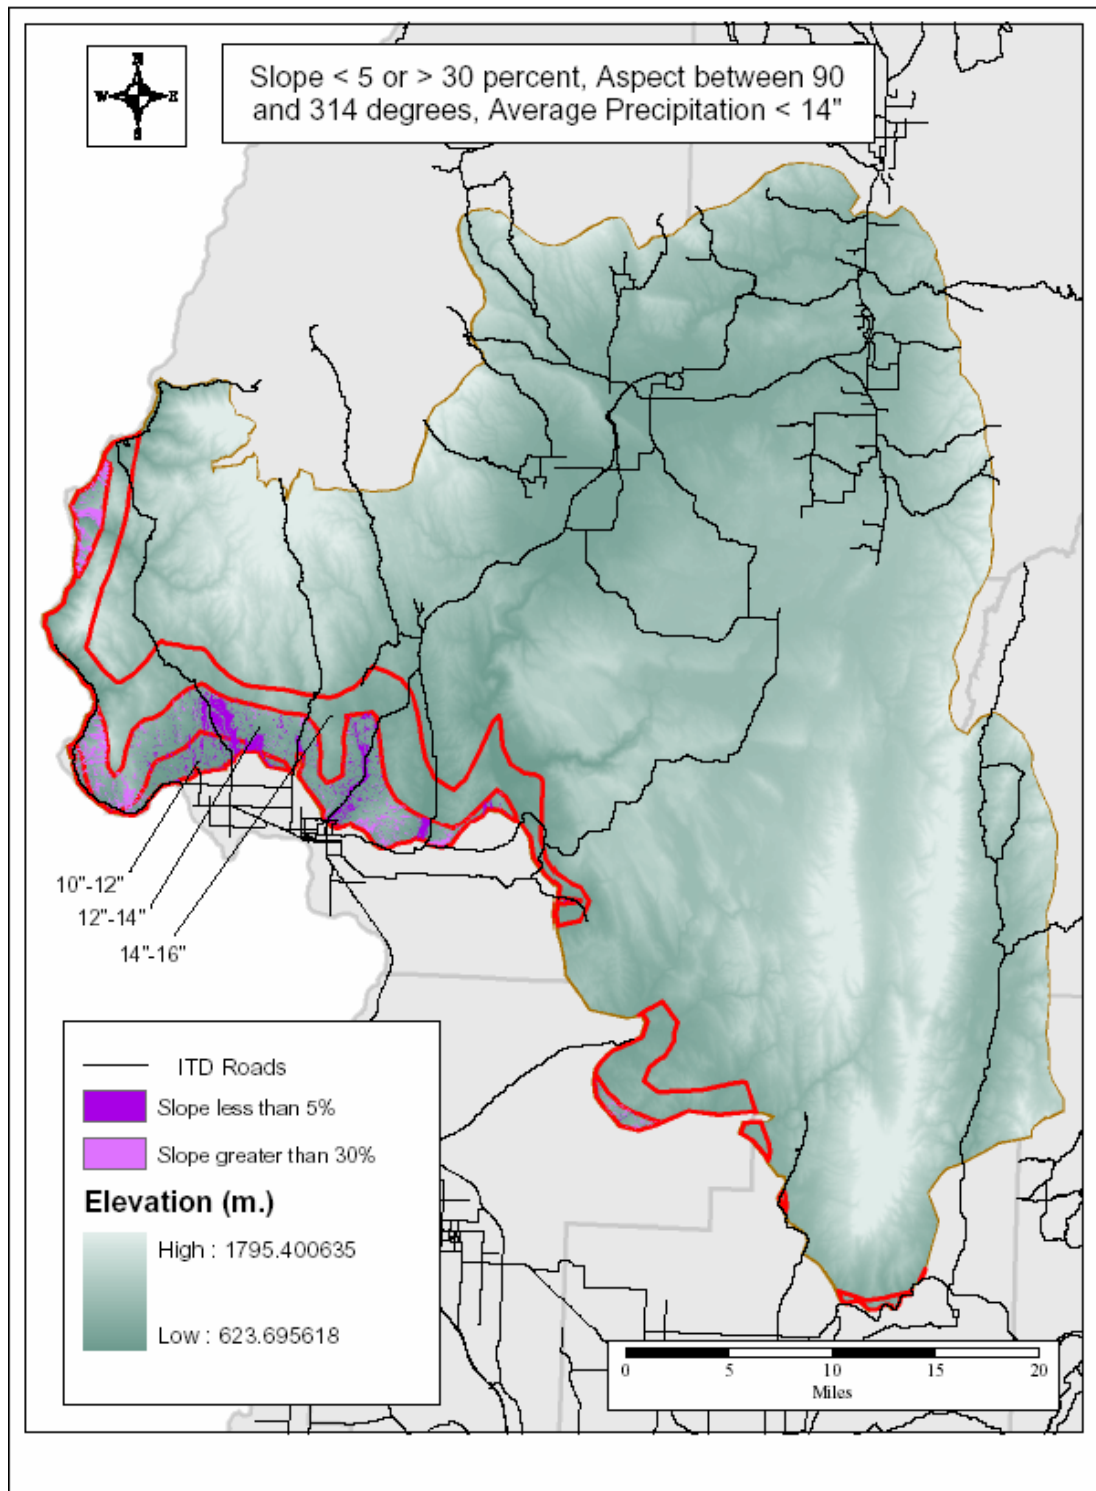 N
W E
S
Slope < 5 or > 30 percent, Aspect between 90
and 314 degrees, Average Precipitation < 14"
10"-12"
12"-14"
14"-16"
ITD Roads
Slope less than 5%
Slope greater than 30%
Elevation (m.)
High : 1795.400635
Low : 623.695618
0 5 10 15 20
Miles